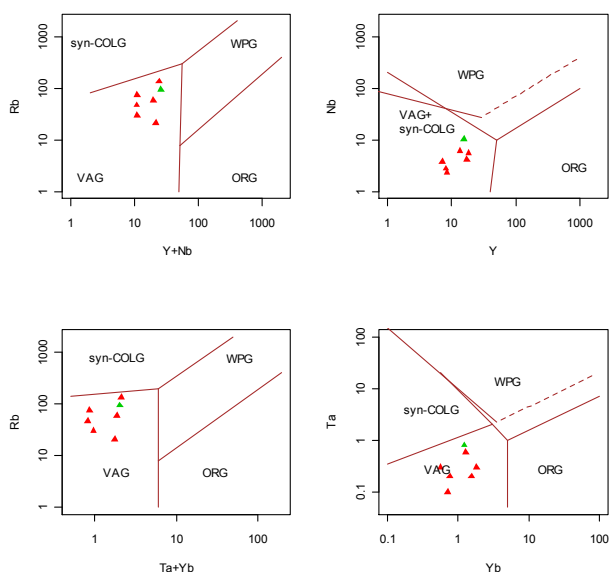 syn-COLG
WPG
VAG
ORG
Rb
1 10 100 1000
1 10 100 1000
Y+Nb
WPG
VAG+
syn-COLG
ORG
Nb
1 10 100 1000
1 10 100 1000
Y
syn-COLG
WPG
VAG
ORG
Rb
1 10 100 1000
1 10 100
Ta+Yb
WPG
syn-COLG
VAG
ORG
Ta
0.1 1 10 100
0.1 1 10 100
Yb